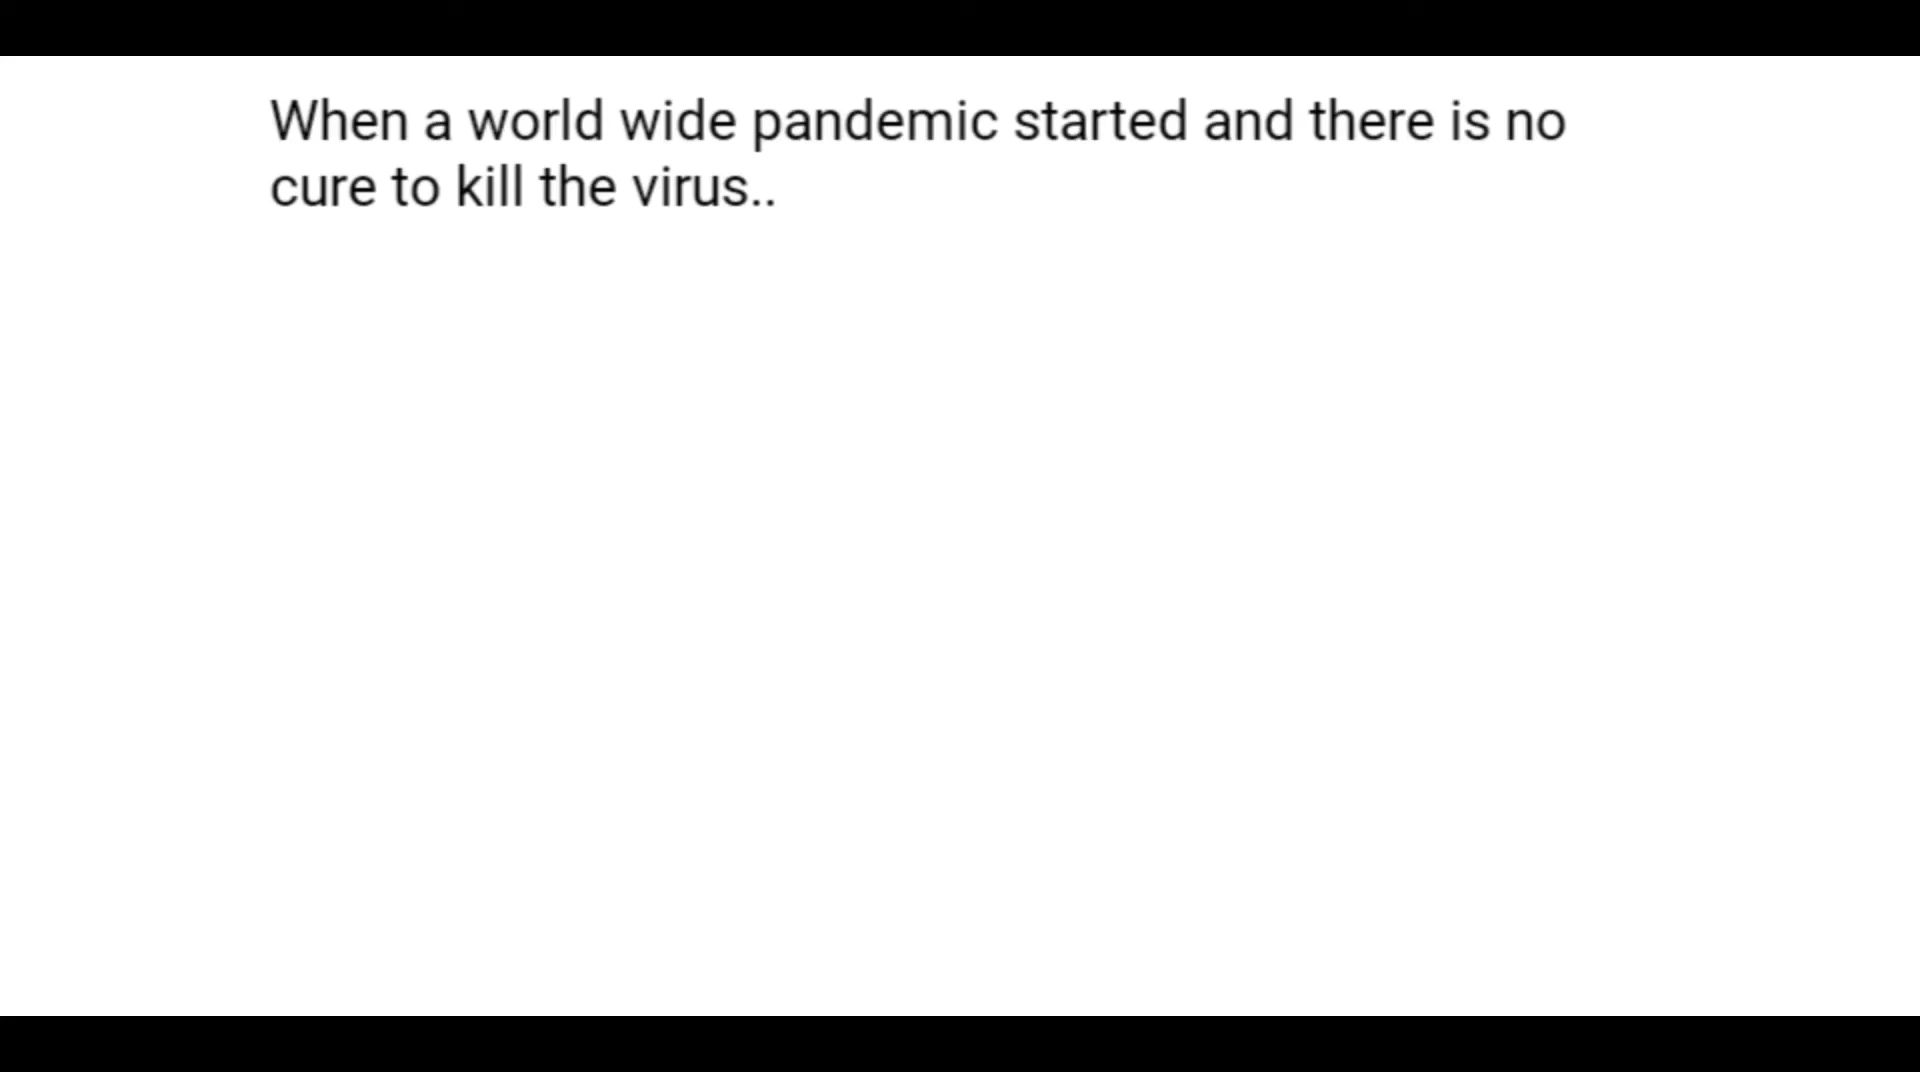 When a world wide pandemic started and there is no
cure to kill the virus..